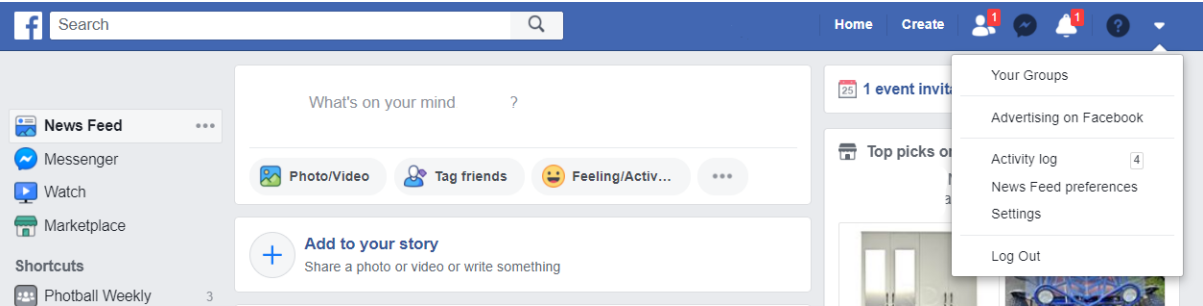 f
Search
Home
Create
1
1
?
Your Groups
Advertising on Facebook
Activity log 4
News Feed preferences
Settings
Log Out
News Feed
Messenger
Watch
Marketplace
Shortcuts
Photball Weekly 3
What's on your mind ?
Photo/Video
Tag friends
Feeling/Activ...
Add to your story
Share a photo or video or write something
25
1 event invita
Top picks o